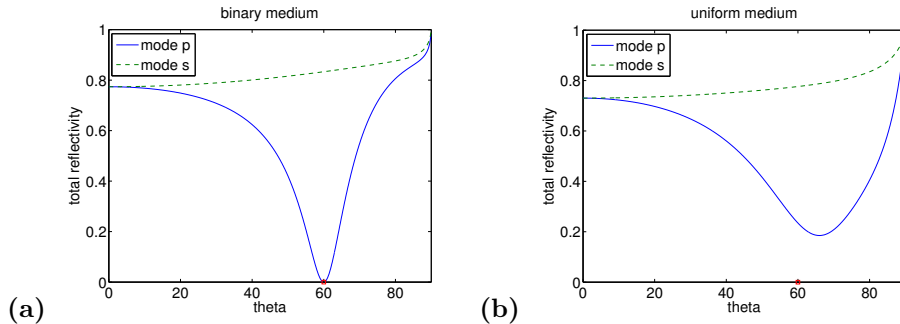 binary medium
1
0.8
0.6
0.4
0.2
0
total reflectivity
mode p
mode s
0 20 40 60 80
theta
(a)
uniform medium
1
0.8
0.6
0.4
0.2
0
total reflectivity
mode p
mode s
0 20 40 60 80
theta
(b)